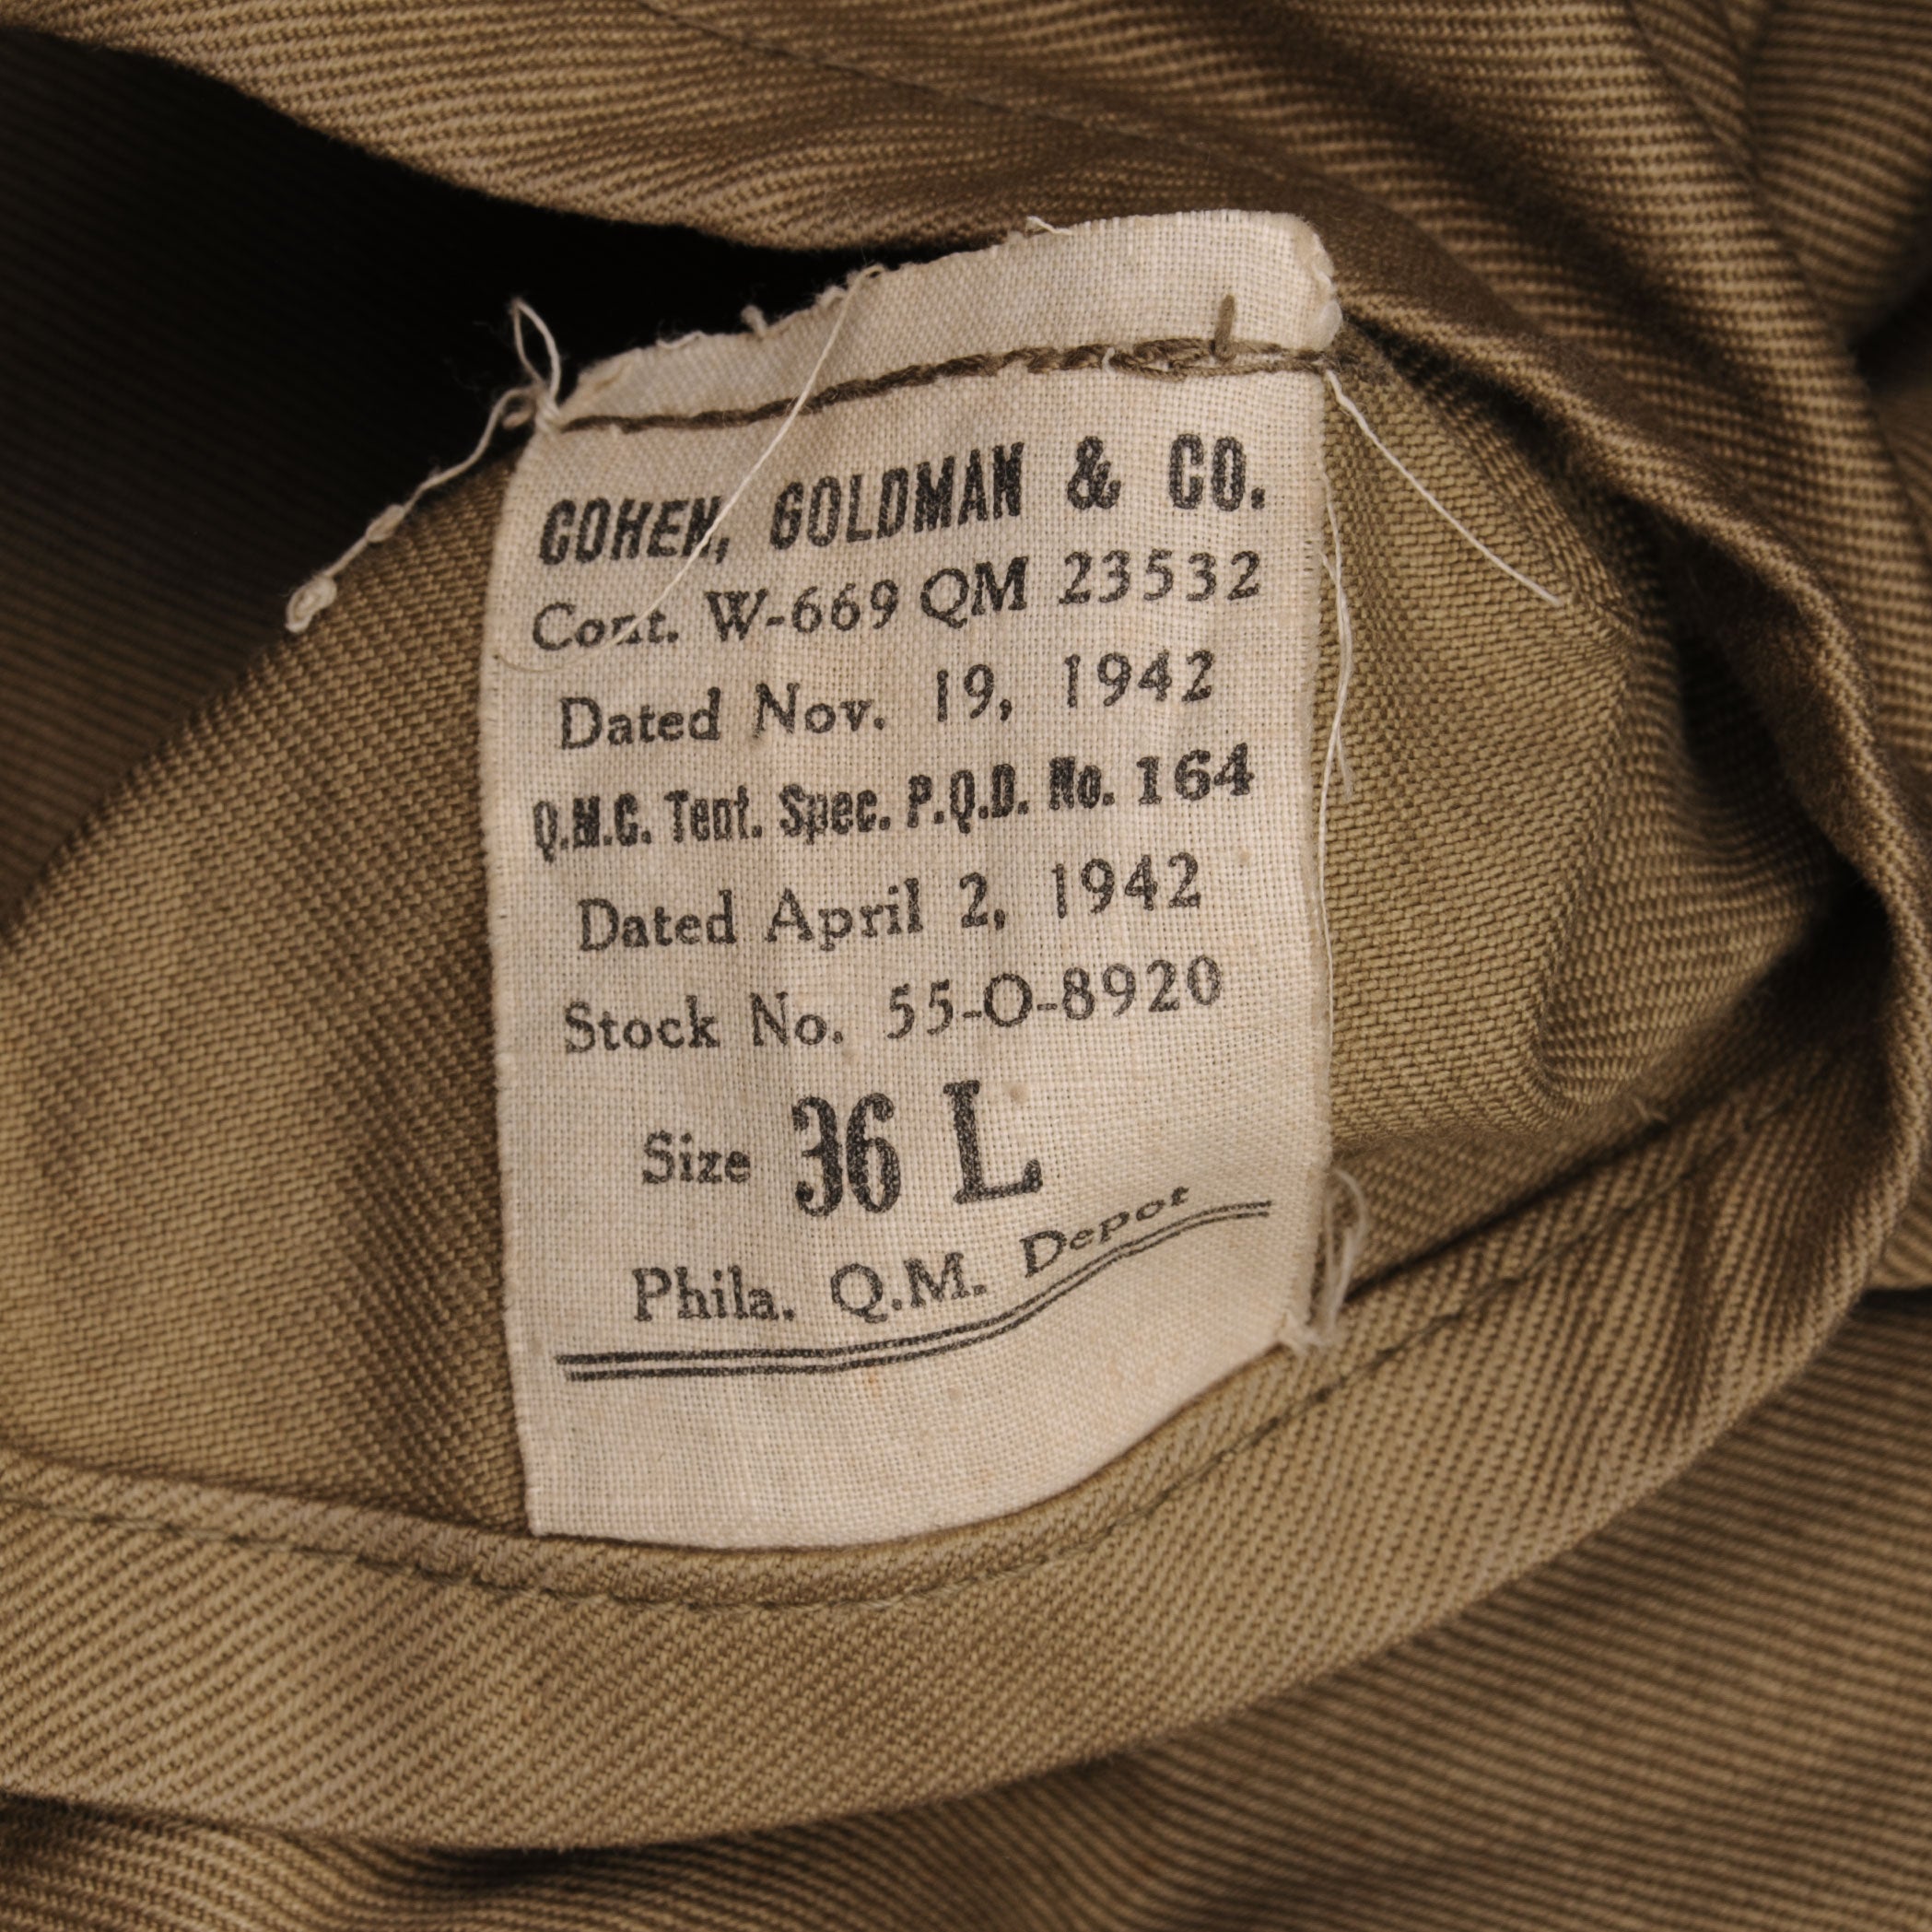 COHEN, GOLDMAN & CO.
Cont. W-669 QM 23532
Dated Nov. 19, 1942
Q.M.C. Tent. Spec. P.Q.D. No. 164
Dated April 2, 1942
Stock No. 55-O-8920
Size 36 L
Phila. Q.M. Depot